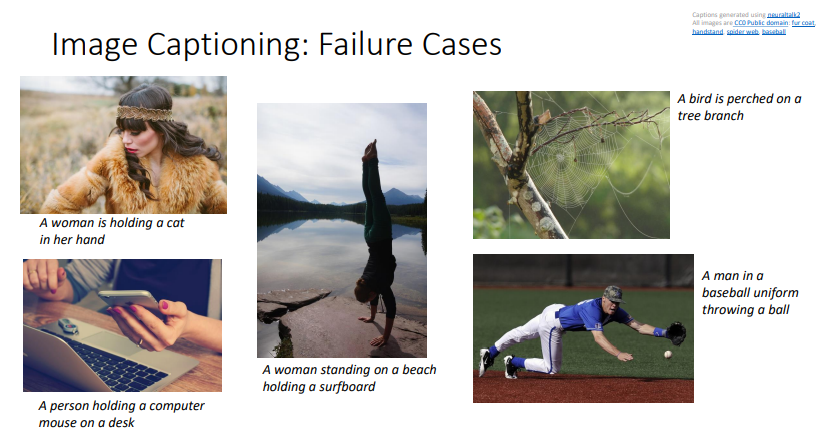 Captions generated using neuraltalk2
All images are CC0 Public domain: fur coat,
handstand, spider web, baseball
Image Captioning: Failure Cases
A woman is holding a cat
in her hand
A person holding a computer
mouse on a desk
A woman standing on a beach
holding a surfboard
A bird is perched on a
tree branch
A man in a
baseball uniform
throwing a ball